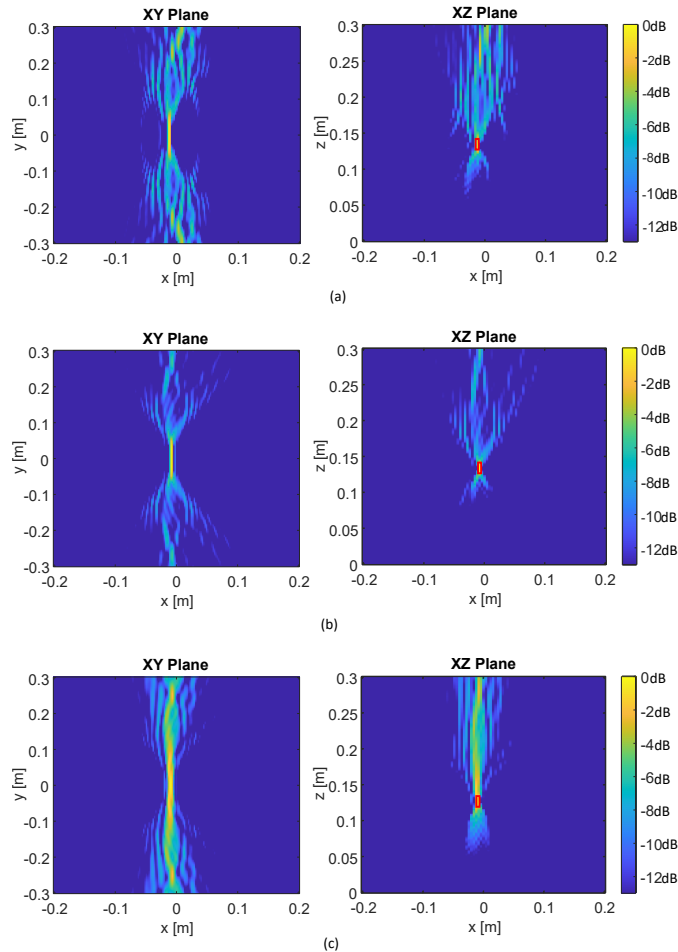 XY Plane
XZ Plane
0.3
0.2
0.1
0
-0.1
-0.2
-0.3
y [m]
-0.2
-0.1
0
0.1
0.2
x [m]
0.3
0.25
0.2
0.15
0.1
0.05
0
z [m]
-0.2
-0.1
0
0.1
0.2
x [m]
0dB
-2dB
-4dB
-6dB
-8dB
-10dB
-12dB
(a)
XY Plane
XZ Plane
0.3
0.2
0.1
0
-0.1
-0.2
-0.3
y [m]
-0.2
-0.1
0
0.1
0.2
x [m]
0.3
0.25
0.2
0.15
0.1
0.05
0
z [m]
-0.2
-0.1
0
0.1
0.2
x [m]
0dB
-2dB
-4dB
-6dB
-8dB
-10dB
-12dB
(b)
XY Plane
XZ Plane
0.3
0.2
0.1
0
-0.1
-0.2
-0.3
y [m]
-0.2
-0.1
0
0.1
0.2
x [m]
0.3
0.25
0.2
0.15
0.1
0.05
0
z [m]
-0.2
-0.1
0
0.1
0.2
x [m]
0dB
-2dB
-4dB
-6dB
-8dB
-10dB
-12dB
(c)